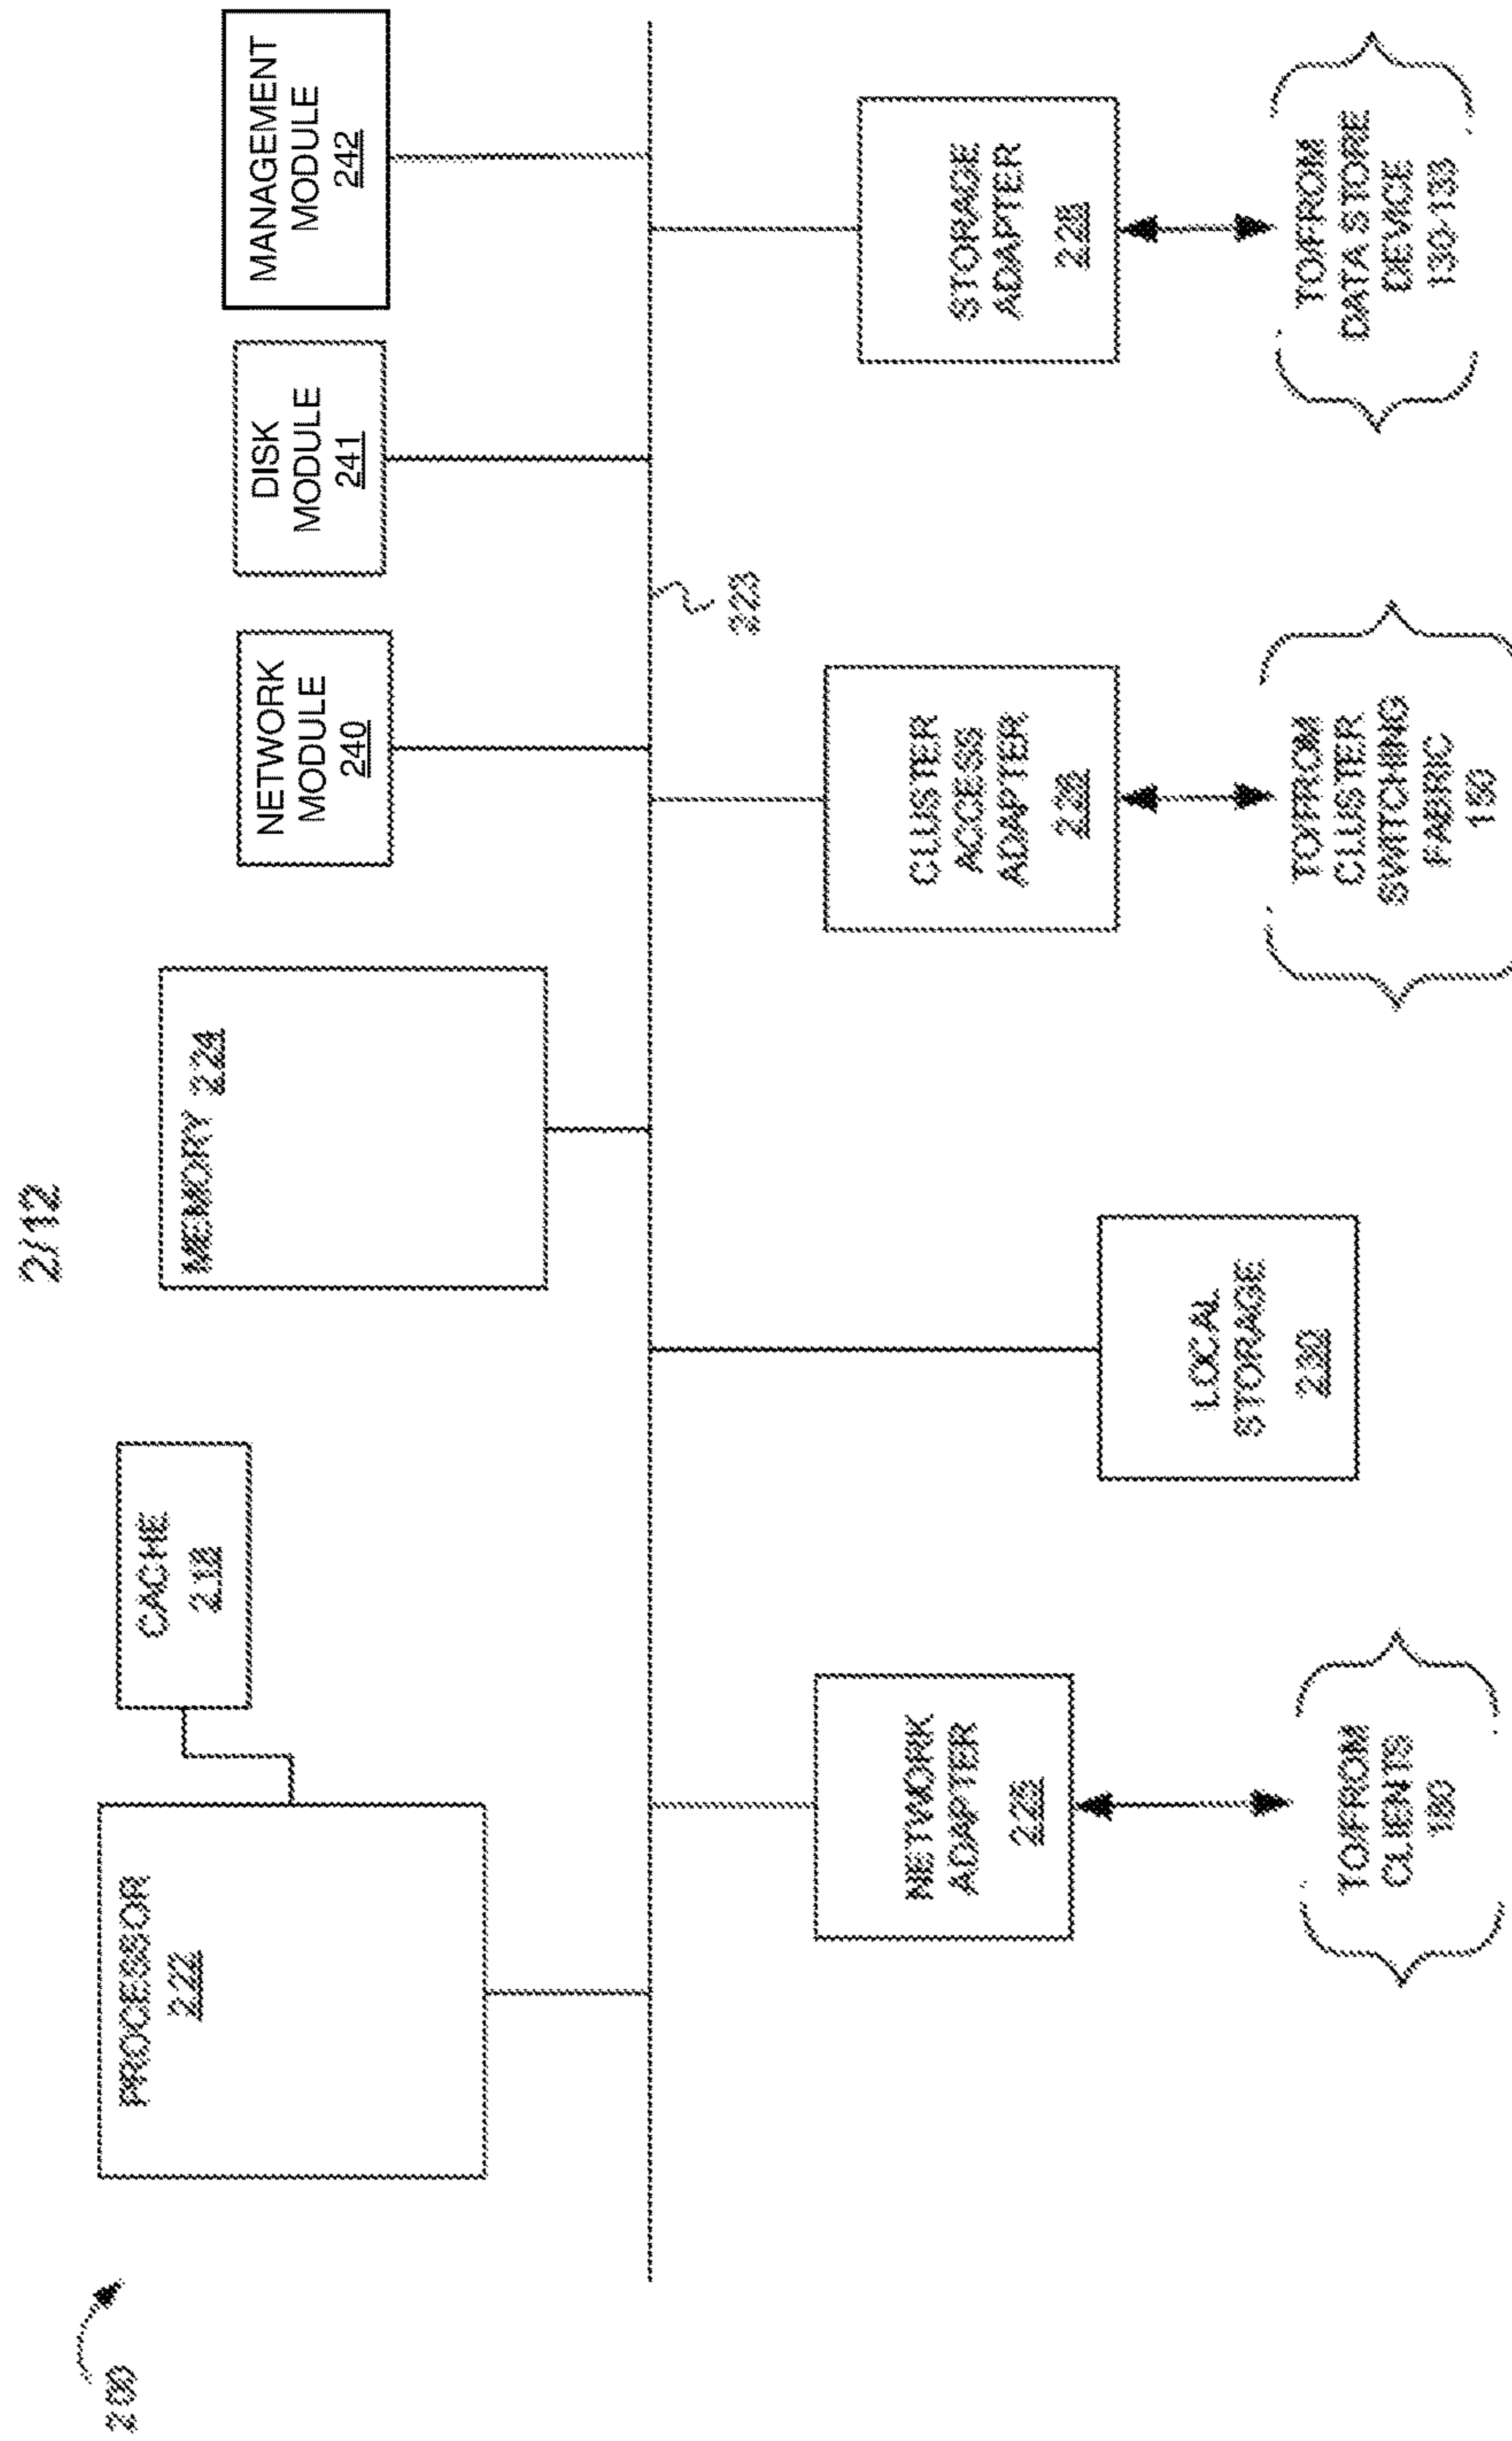 2/12
200
PROCESSOR
222
CACHE
218
MEMORY 224
NETWORK
MODULE
240
DISK
MODULE
241
MANAGEMENT
MODULE
242
223
NETWORK
ADAPTER
225
LOCAL
STORAGE
230
CLUSTER
ACCESS
ADAPTER
STORAGE
ADAPTER
228
TO/FROM
CLIENTS
180
TO/FROM
CLUSTER
SWITCHING
FABRIC
150
TO/FROM
DATA STORE
DEVICE
130-133